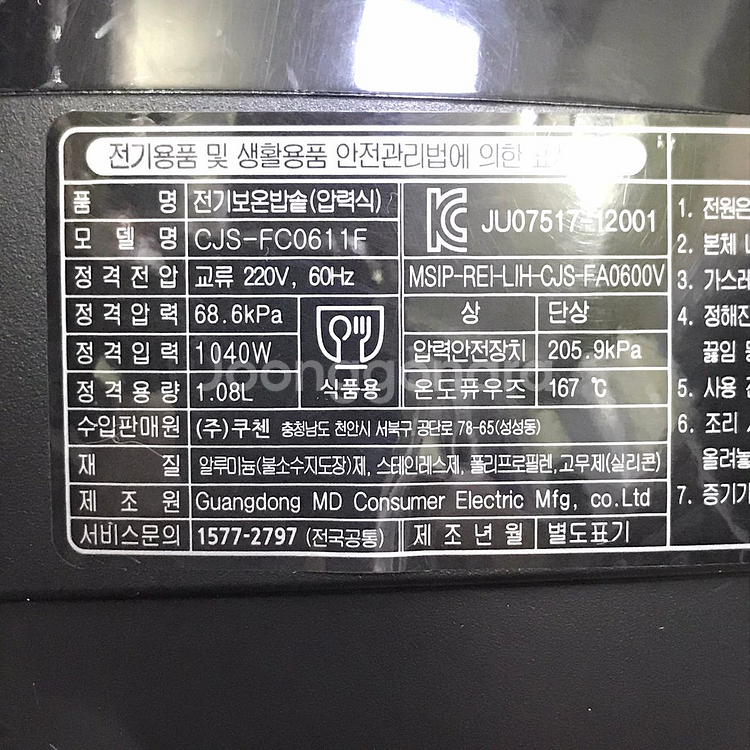 전기용품 및 생활용품 안전관리법에 의한 표시
품 명 전기보온밥솥(압력식)
모 델 명 CJS-FC0611F
JU07517-12001
정격전압 교류 220V, 60Hz
MSIP-REI-LIH-CJS-FA0600V
정격압력 68.6kPa
상 단상
정격입력 1040W
식품용
압력안전장치 205.9kPa
정격용량 1.08L
온도퓨우즈 167 ℃
수입판매원 (주)쿠첸 충청남도 천안시 서북구 공단로 78-65(성성동)
재 질 알루미늄(불소수지도장)제, 스테인레스제, 폴리프로필렌, 고무제(실리콘)
제 조 원 Guangdong MD Consumer Electric Mfg, co.Ltd
서비스문의 1577-2797 (전국공통)
제 조 년 월 별도표기
1. 전원은
2. 본체
3. 가스레
4. 정해진
끓임
5. 사용
6. 조리
올려놓
7. 증기가
Joonggonara